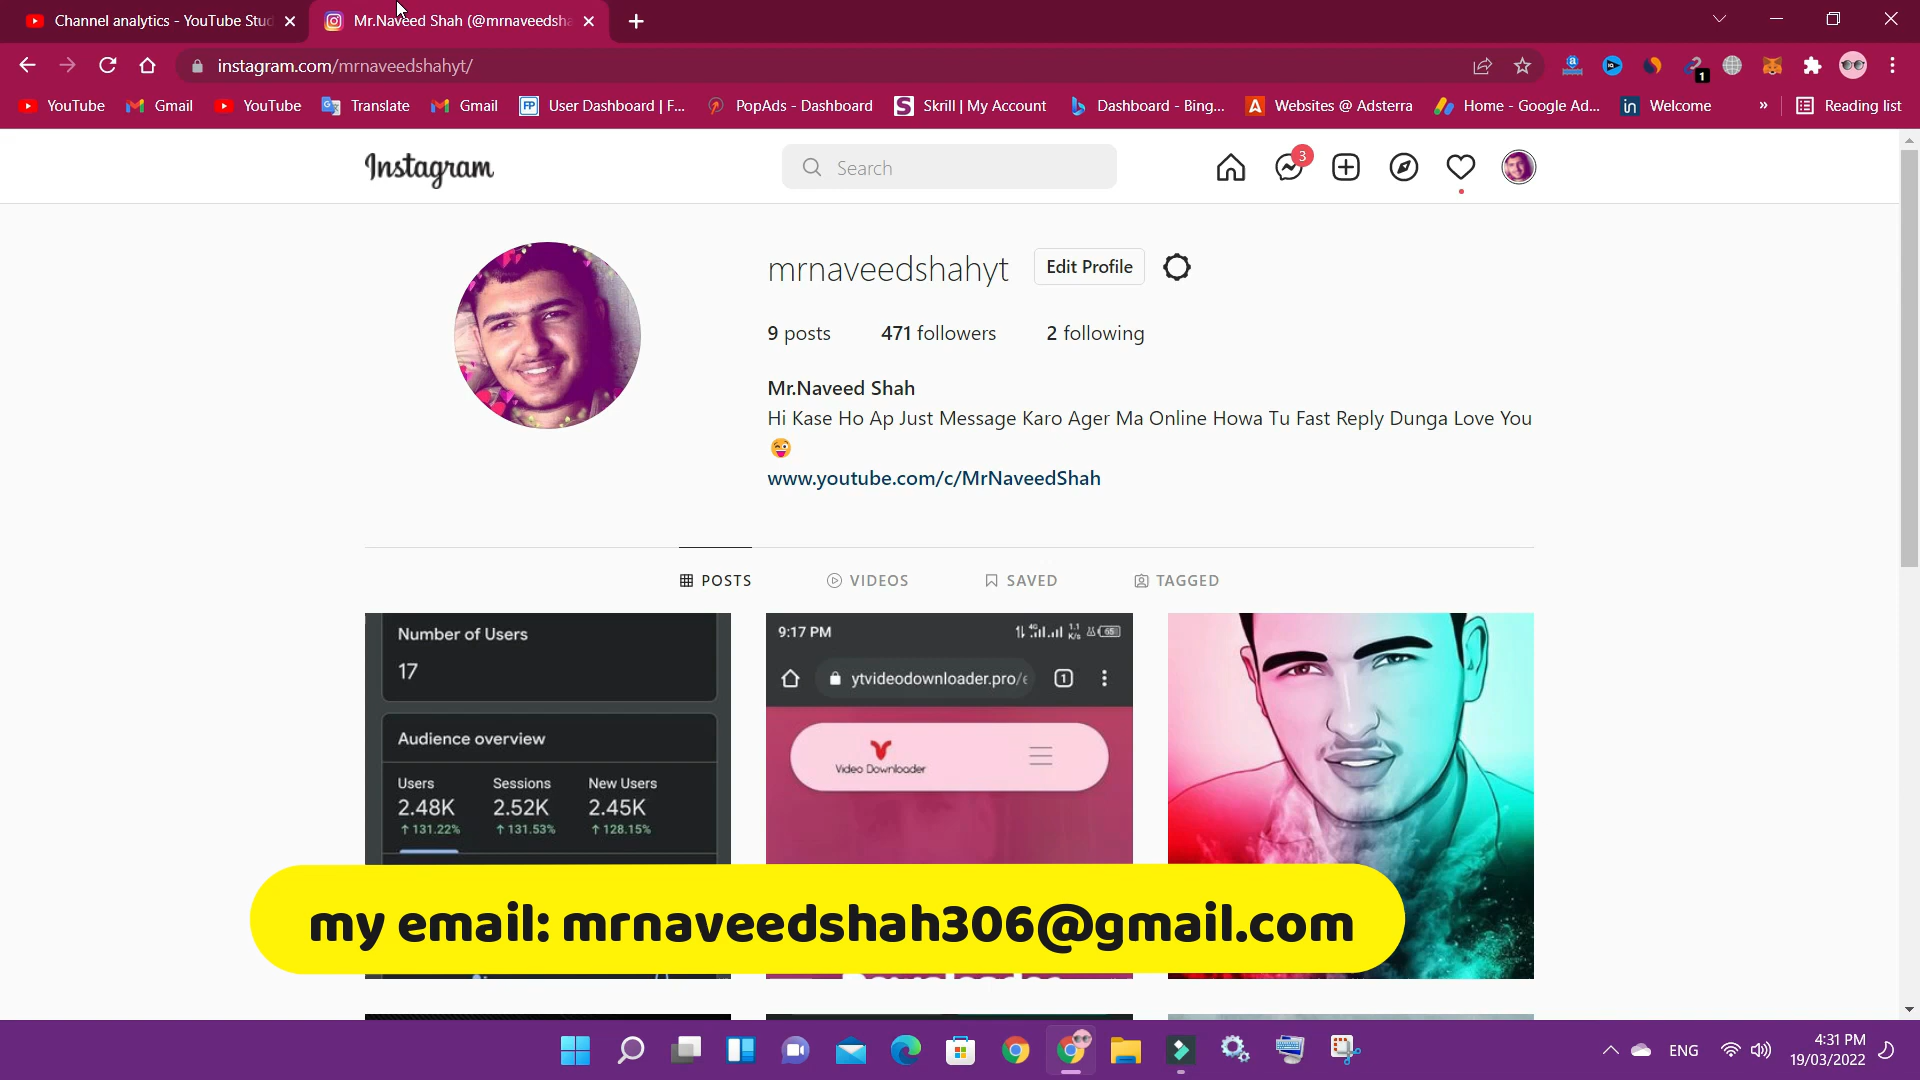 Channel analytics - YouTube Stud
Mr.Naveed Shah (@mrnaveedsha
instagram.com/mrnaveedshahyt/
1
YouTube
Gmail
YouTube
Translate
Gmail
User Dashboard | F...
PopAds - Dashboard
Skrill | My Account
Dashboard - Bing...
Websites @ Adsterra
Home - Google Ad...
Welcome
»
Reading list
Instagram
Search
3
mrnaveedshahyt
Edit Profile
9 posts
471 followers
2 following
Mr.Naveed Shah
Hi Kase Ho Ap Just Message Karo Ager Ma Online Howa Tu Fast Reply Dunga Love You
😜
www.youtube.com/c/MrNaveedShah
POSTS
VIDEOS
SAVED
TAGGED
Number of Users
17
Audience overview
Users
Sessions
New Users
2.48K
2.52K
2.45K
↑131.22%
↑131.53%
↑128.15%
9:17 PM
4G
1.1
K/s
65
ytvideodownloader.pro/e
1
Video Downloader
my email: mrnaveedshah306@gmail.com
ENG
4:31 PM
19/03/2022